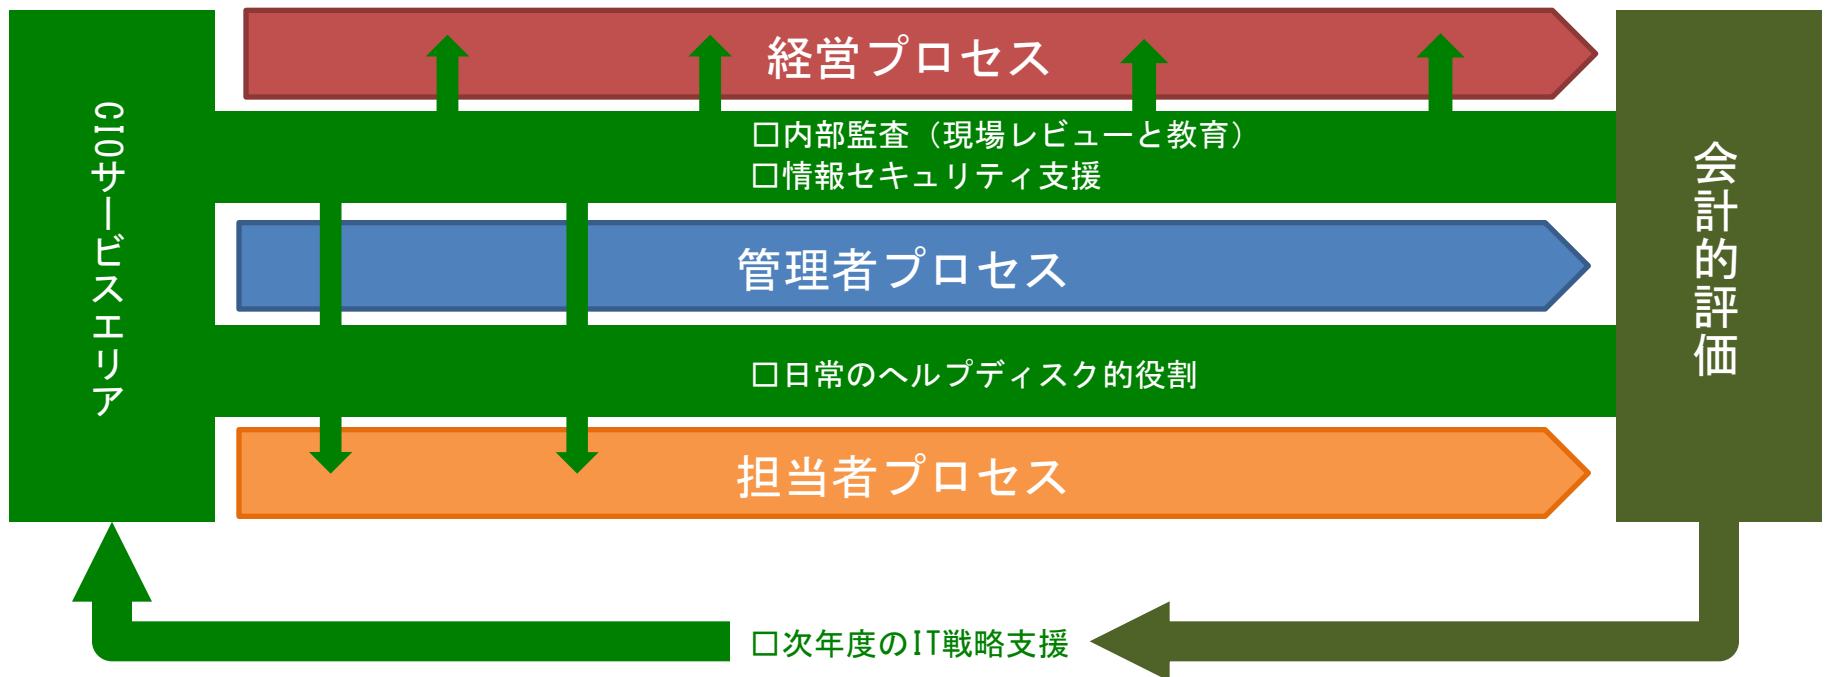 経営プロセス
CIOサービスエリア
□内部監査（現場レビューと教育）
□情報セキュリティ支援
会計的評価
管理者プロセス
□日常のヘルプディスク的役割
担当者プロセス
□次年度のIT戦略支援